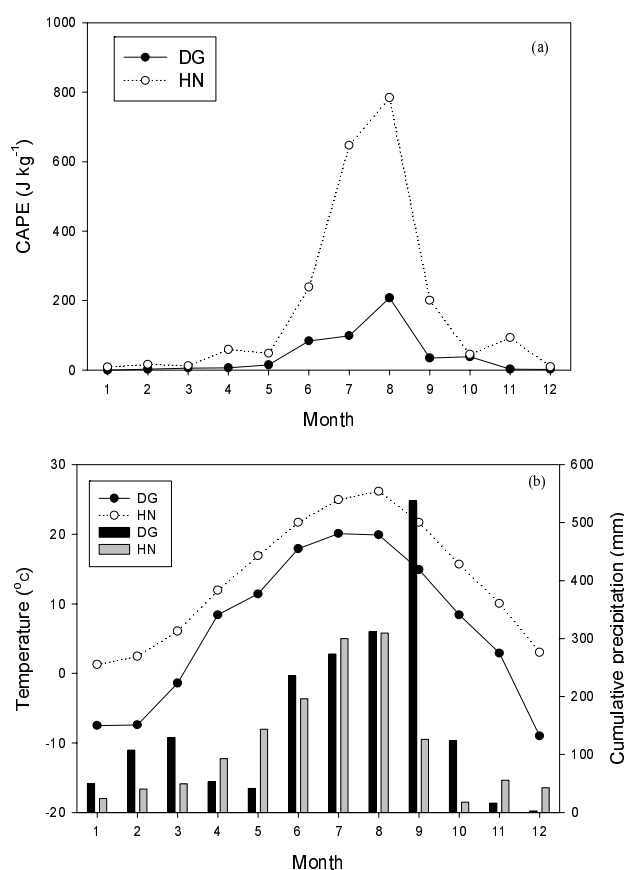 1000
(a)
DG
HN
800
600
400
200
0
CAPE (J kg-1)
1 2 3 4 5 6 7 8 9 10 11 12
Month
30 600
(b)
DG
HN
DG
HN
20 500
10 400
300
0
200
-10
100
-20 0
Temperature (oc)
Cumulative precipitation (mm)
1 2 3 4 5 6 7 8 9 10 11 12
Month